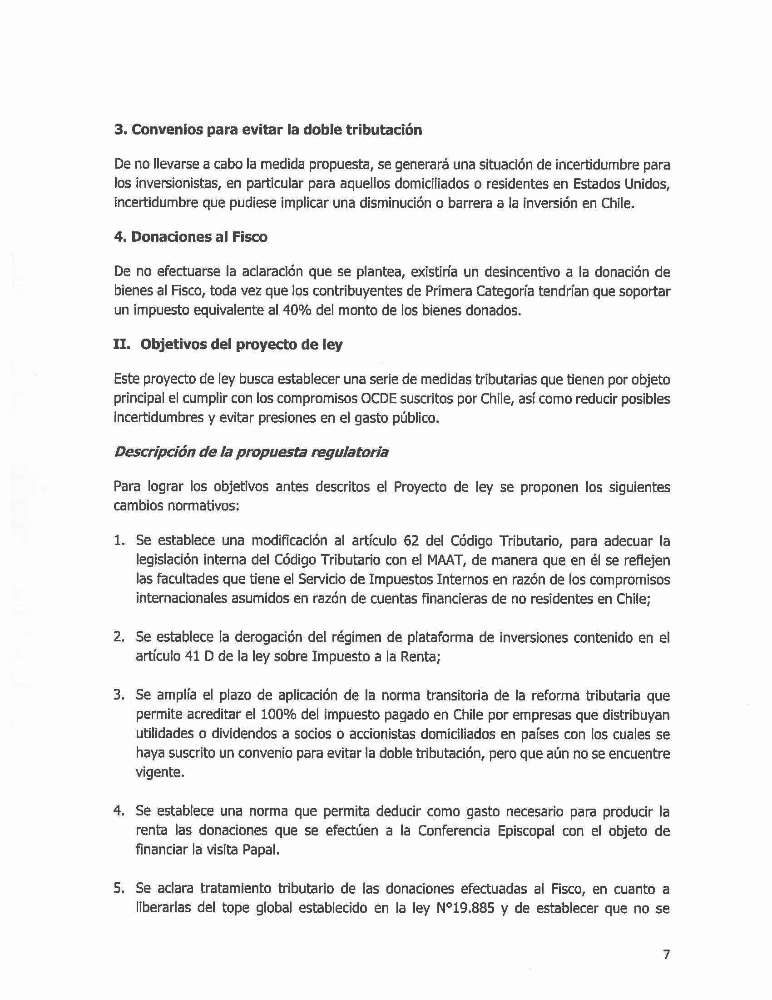 3. Convenios para evitar la doble tributación
De no llevarse a cabo la medida propuesta, se generará una situación de incertidumbre para
los inversionistas, en particular para aquellos domiciliados o residentes en Estados Unidos,
incertidumbre que pudiese implicar una disminución o barrera a la inversión en Chile.
4. Donaciones al Fisco
De no efectuarse la aclaración que se plantea, existiría un desincentivo a la donación de
bienes al Fisco, toda vez que los contribuyentes de Primera Categoría tendrían que soportar
un impuesto equivalente al 40% del monto de los bienes donados.
II. Objetivos del proyecto de ley
Este proyecto de ley busca establecer una serie de medidas tributarias que tienen por objeto
principal el cumplir con los compromisos OCDE suscritos por Chile, así como reducir posibles
incertidumbres y evitar presiones en el gasto público.
Descripción de la propuesta regulatoria
Para lograr los objetivos antes descritos el Proyecto de ley se proponen los siguientes
cambios normativos:
1. Se establece una modificación al artículo 62 del Código Tributario, para adecuar la
legislación interna del Código Tributario con el MAAT, de manera que en él se reflejen
las facultades que tiene el Servicio de Impuestos Internos en razón de los compromisos
internacionales asumidos en razón de cuentas financieras de no residentes en Chile;
2. Se establece la derogación del régimen de plataforma de inversiones contenido en el
artículo 41 D de la ley sobre Impuesto a la Renta;
3. Se amplía el plazo de aplicación de la norma transitoria de la reforma tributaria que
permite acreditar el 100% del impuesto pagado en Chile por empresas que distribuyan
utilidades o dividendos a socios o accionistas domiciliados en países con los cuales se
haya suscrito un convenio para evitar la doble tributación, pero que aún no se encuentre
vigente.
4. Se establece una norma que permita deducir como gasto necesario para producir la
renta las donaciones que se efectúen a la Conferencia Episcopal con el objeto de
financiar la visita Papal.
5. Se aclara tratamiento tributario de las donaciones efectuadas al Fisco, en cuanto a
liberarlas del tope global establecido en la ley N°19.885 y de establecer que no se
7